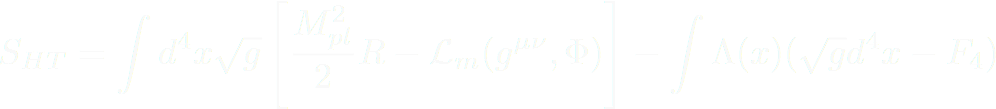 S_{HT} = \int d^4x \sqrt{g} \left[ \frac{M_{pl}^2}{2} R - \mathcal{L}_m(g^{\mu\nu}, \Phi) \right] - \int \Lambda(x)(\sqrt{g} d^4x - F_4)